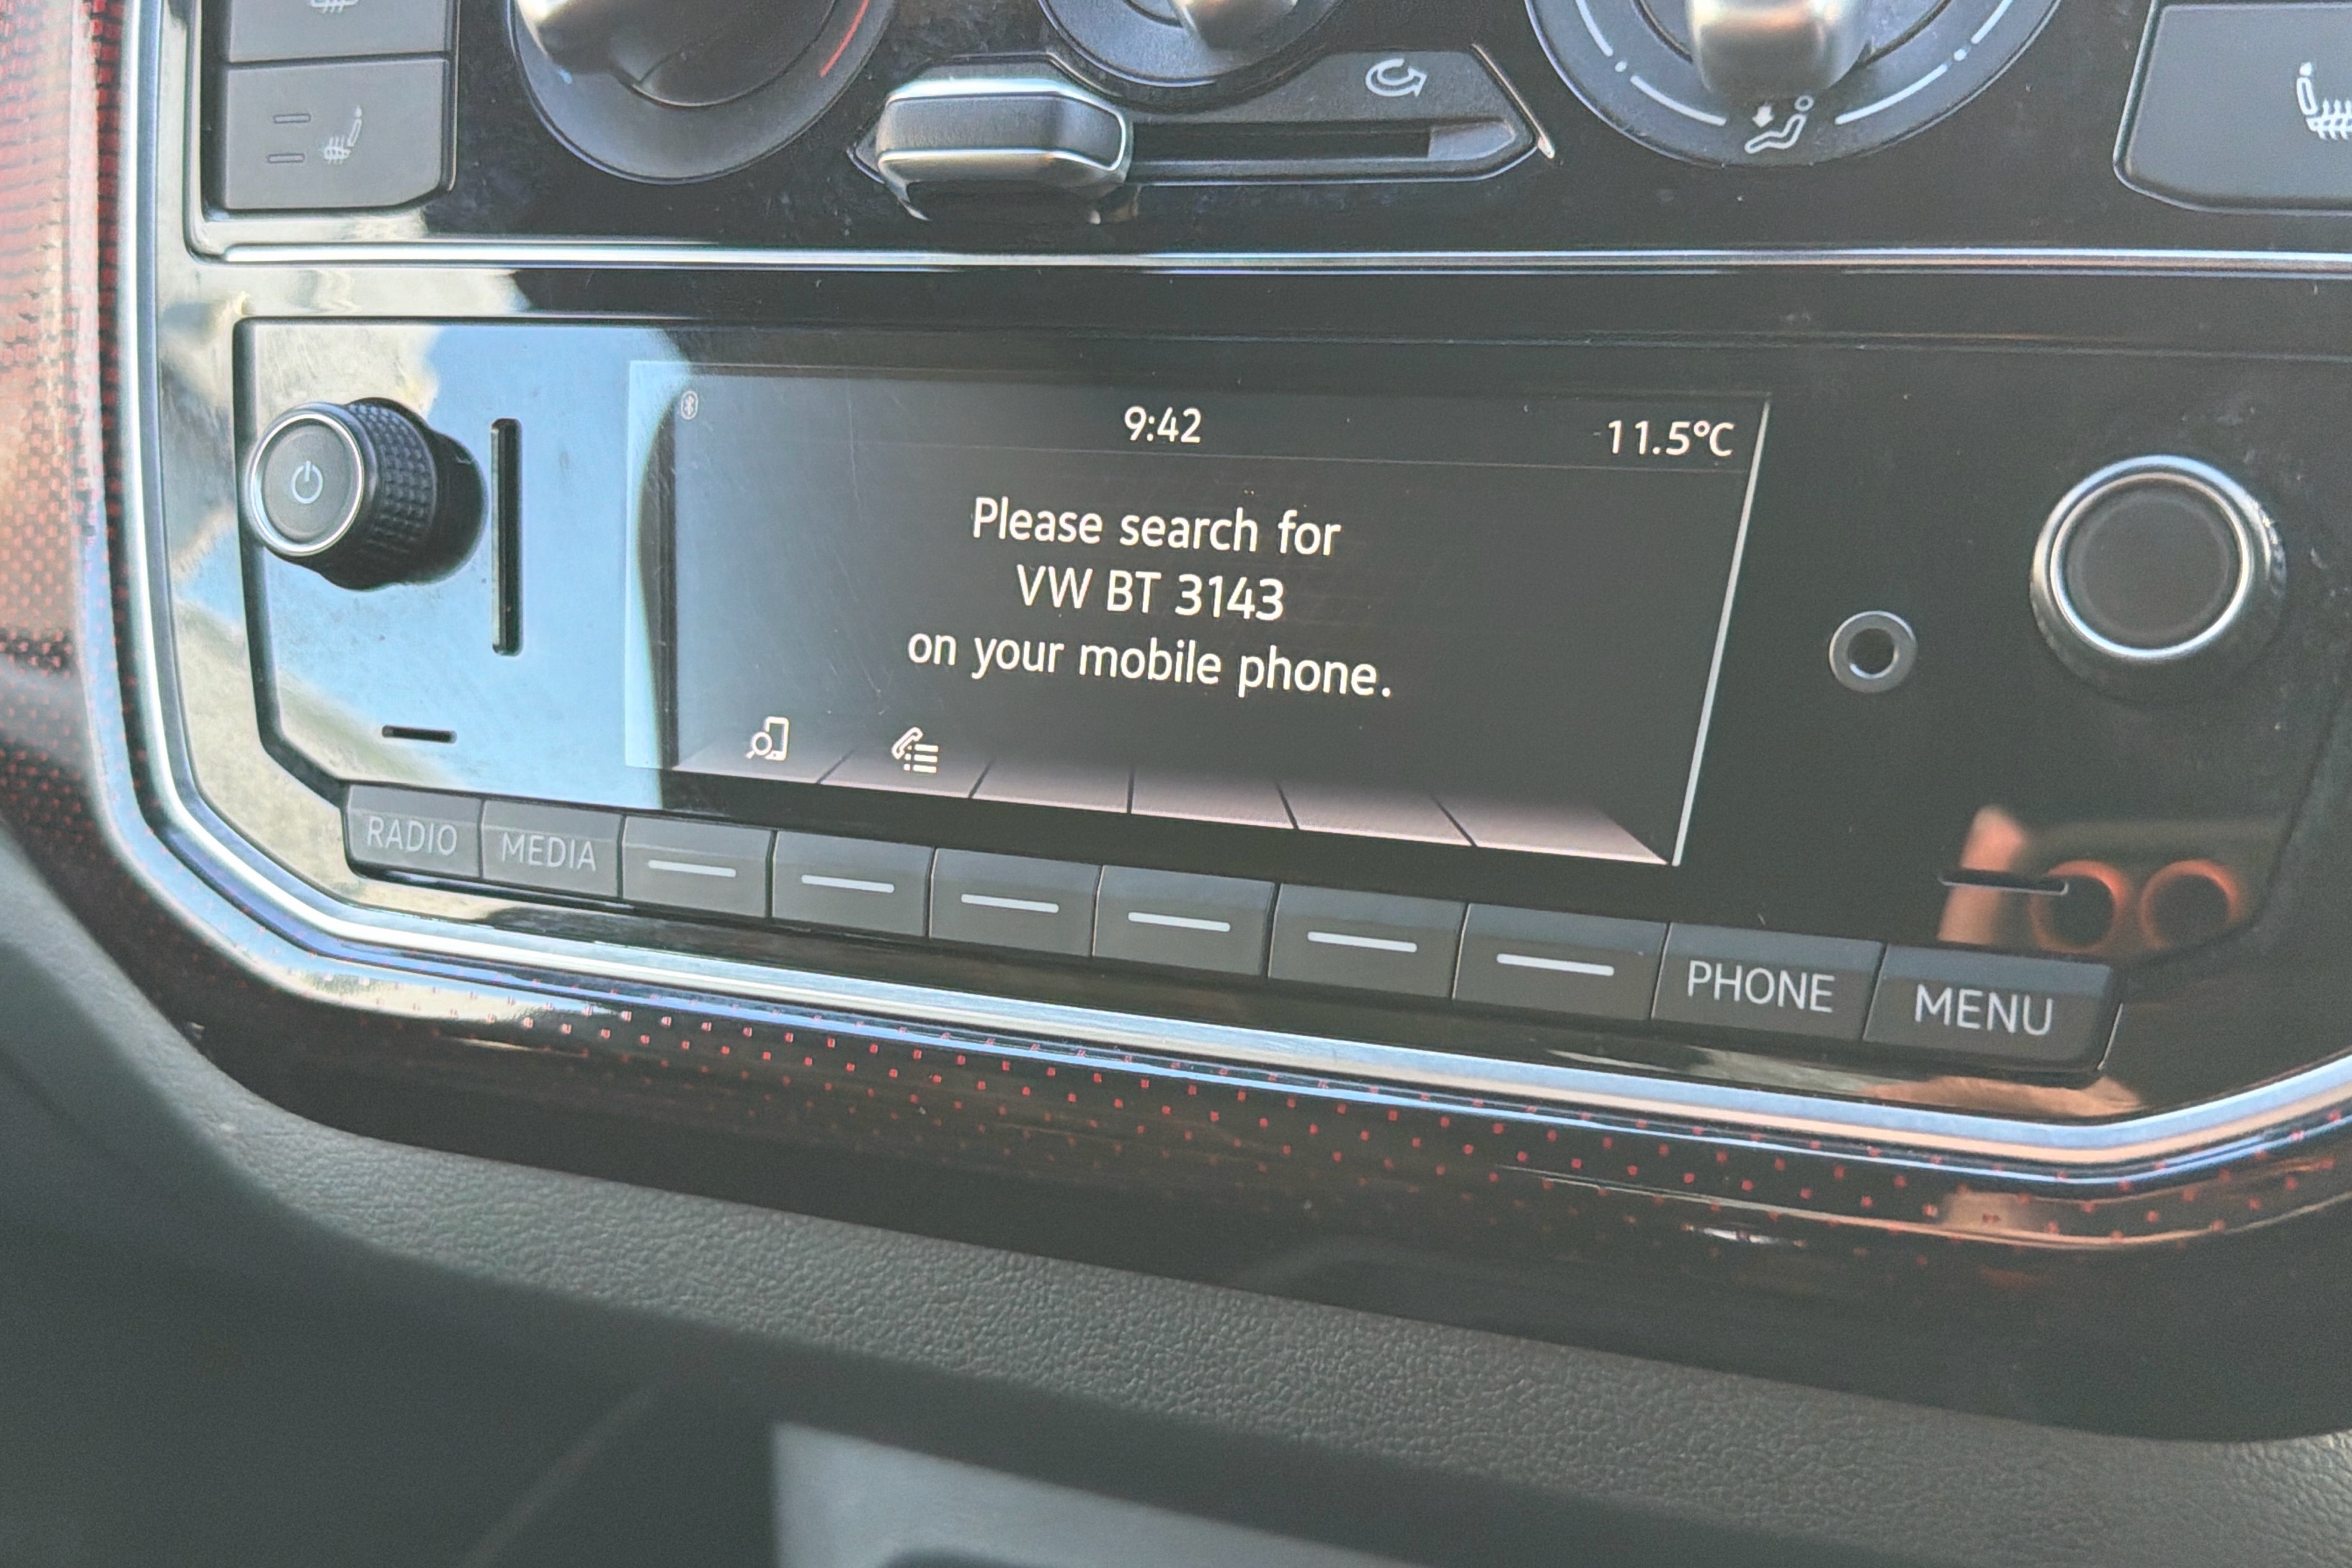 9:42
11.5°C
Please search for
VW BT 3143
on your mobile phone.
RADIO
MEDIA
PHONE
MENU